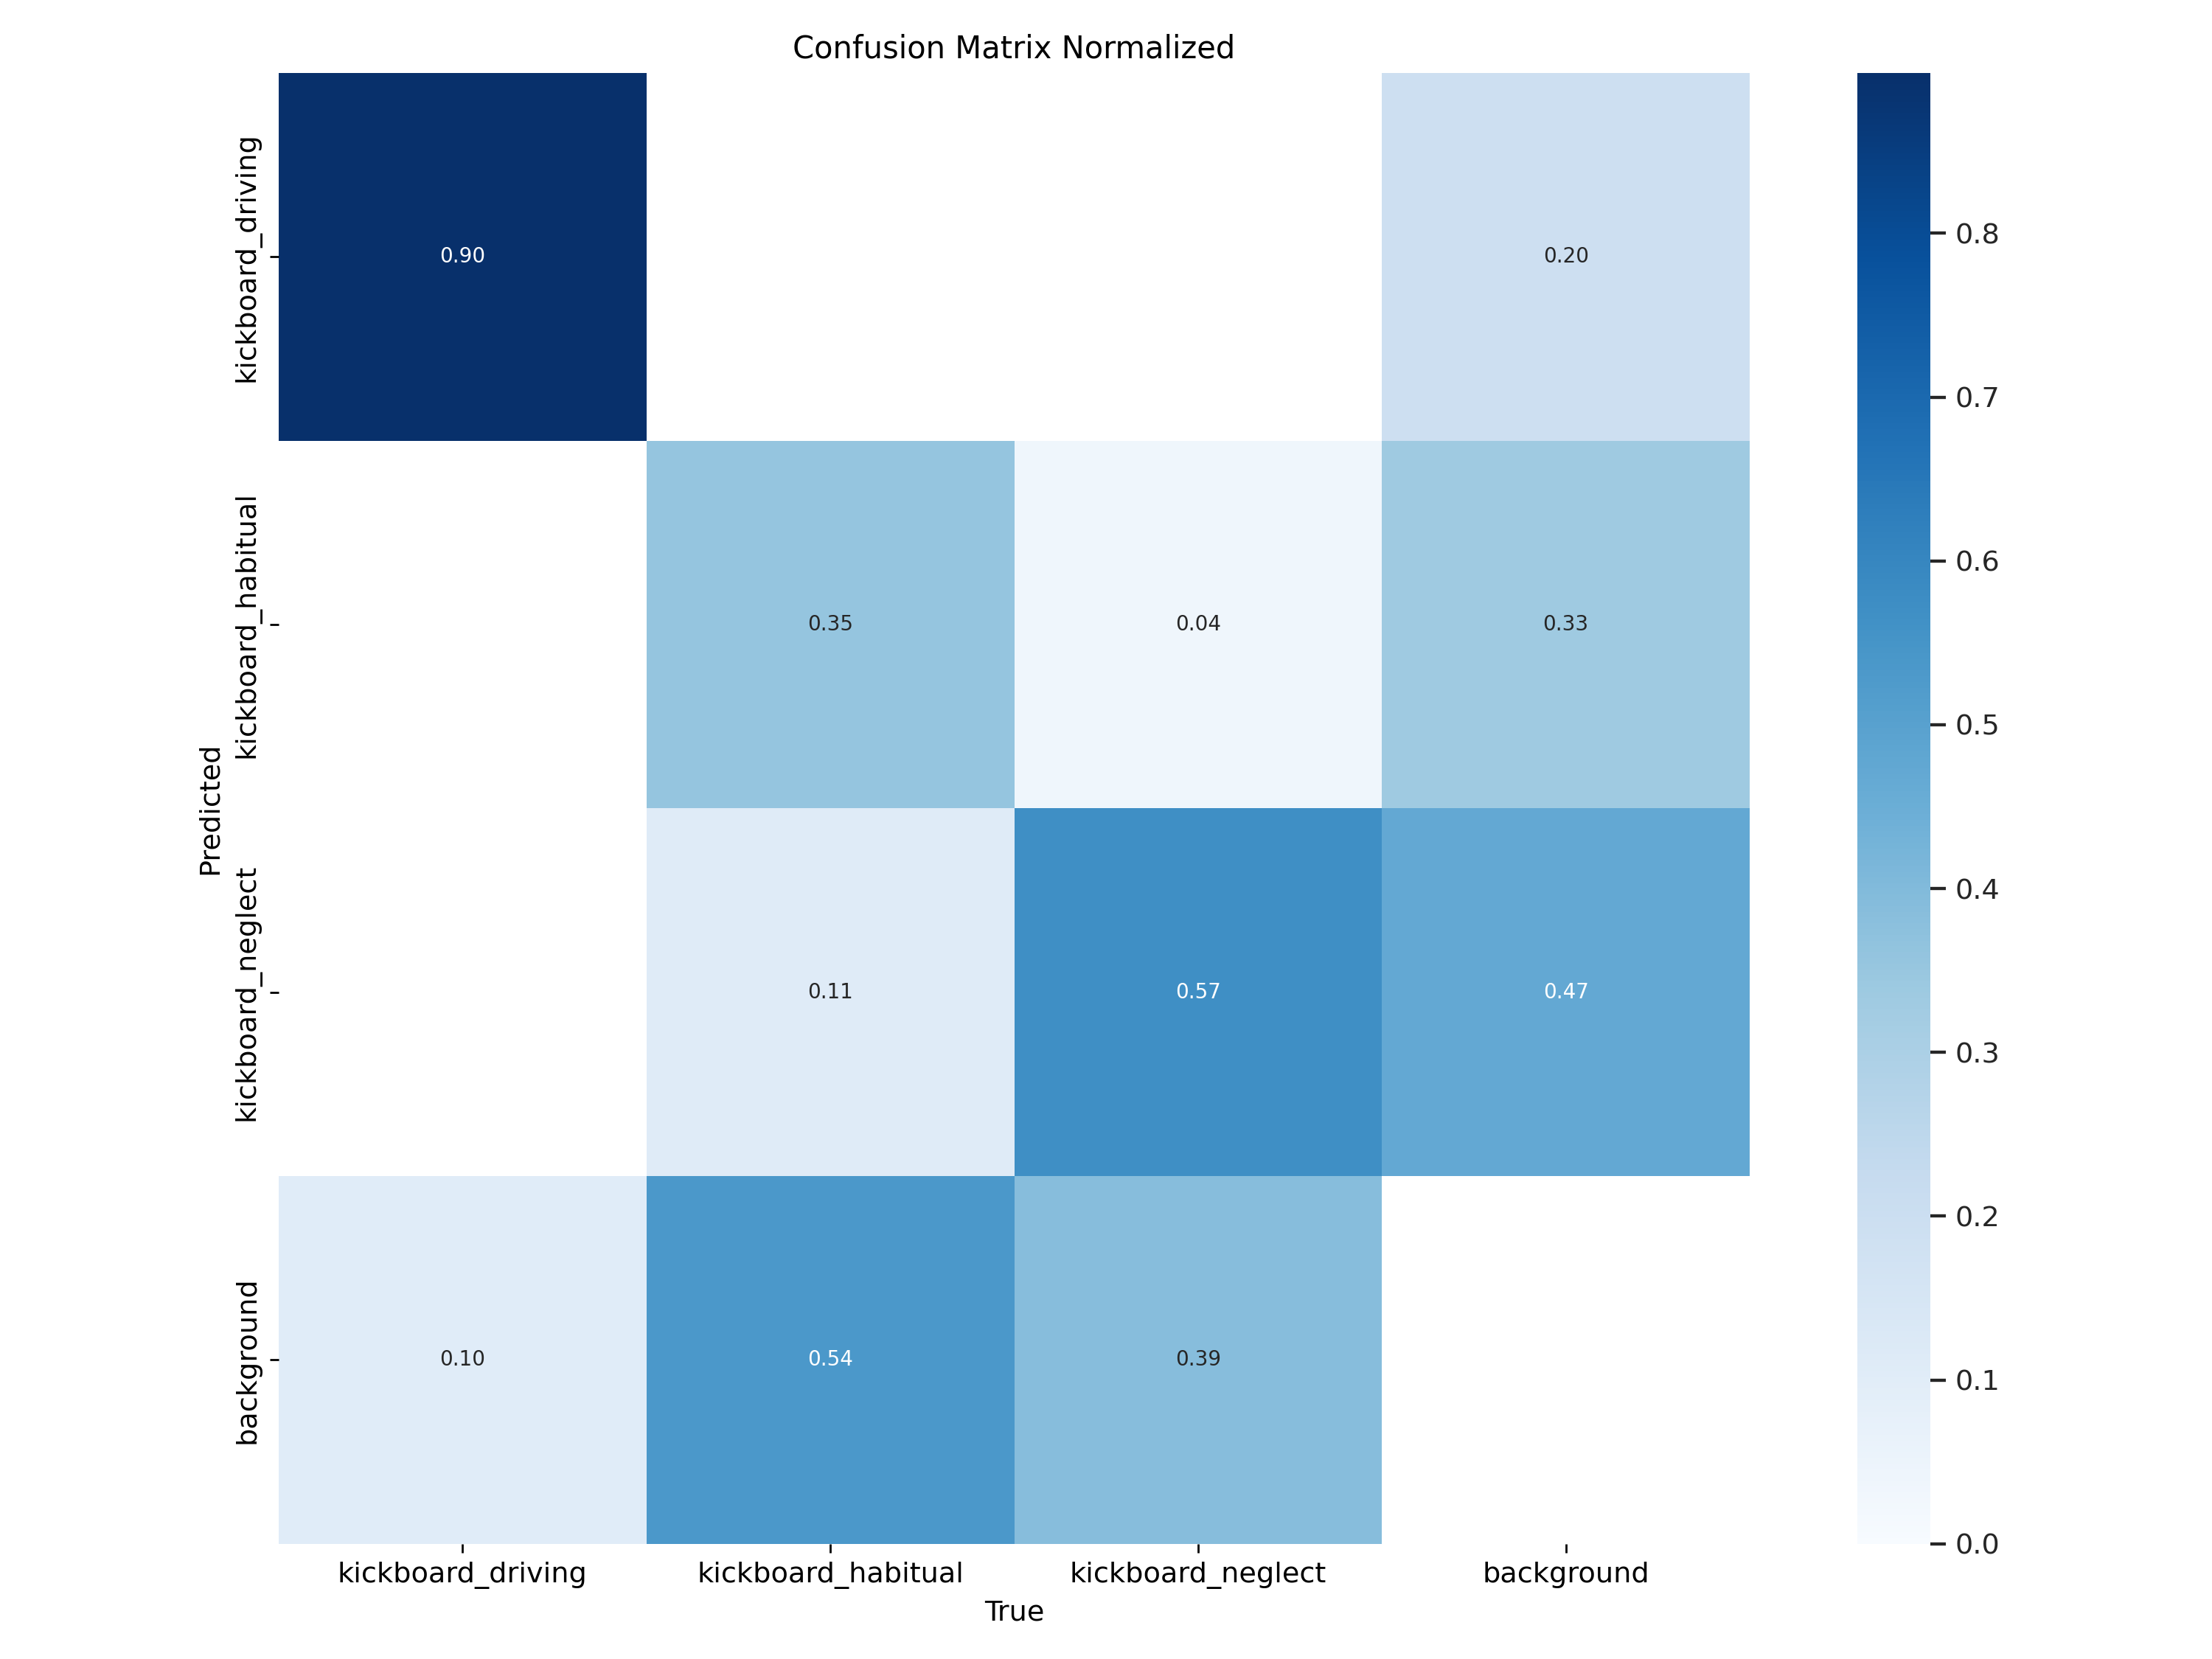 Confusion Matrix Normalized
kickboard_driving
0.90
0.20
0.8
0.7
kickboard_habitual
0.35
0.04
0.33
0.6
0.5
Predicted
kickboard_neglect
0.11
0.57
0.47
0.4
0.3
background
0.10
0.54
0.39
0.2
0.1
0.0
kickboard_driving
kickboard_habitual
kickboard_neglect
background
True